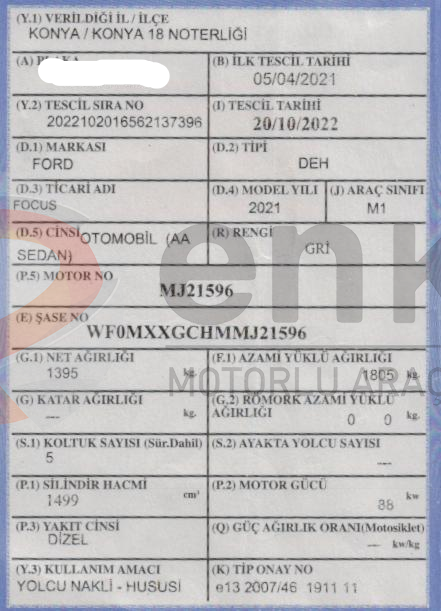 (Y.1) VERİLDİĞİ İL / İLÇE
KONYA / KONYA 18 NOTERLİĞİ
(A)
(B) İLK TESCİL TARİHİ
05/04/2021
(Y.2) TESCİL SIRA NO
2022102016562137396
(I) TESCİL TARİHİ
20/10/2022
(D.1) MARKASI
FORD
(D.2) TİPİ
DEH
(D.3) TİCARİ ADI
FOCUS
(D.4) MODEL YILI
2021
(J) ARAÇ SINIFI
M1
(D.5) CİNSİ OTOMOBİL (AA
SEDAN)
(R) RENGİ
GRİ
(P.5) MOTOR NO
MJ21596
(E) ŞASE NO
WF0MXXGCHMMJ21596
(G.1) NET AĞIRLIĞI
1395 kg.
(F.1) AZAMİ YÜKLÜ AĞIRLIĞI
1805 kg.
(G) KATAR AĞIRLIĞI
--- kg.
(G.2) RÖMORK AZAMİ YÜKLÜ
AĞIRLIĞI
0 0 kg.
(S.1) KOLTUK SAYISI (Sür.Dahil)
5
(S.2) AYAKTA YOLCU SAYISI
---
(P.1) SİLİNDİR HACMİ
1499 cm³
(P.2) MOTOR GÜCÜ
88 kw
(P.3) YAKIT CİNSİ
DİZEL
(Q) GÜÇ AĞIRLIK ORANI(Motosiklet)
--- kw/kg
(Y.3) KULLANIM AMACI
YOLCU NAKLİ - HUSUSİ
(K) TİP ONAY NO
e13 2007/46 1911 11
enk
MOTORLU ARAÇ